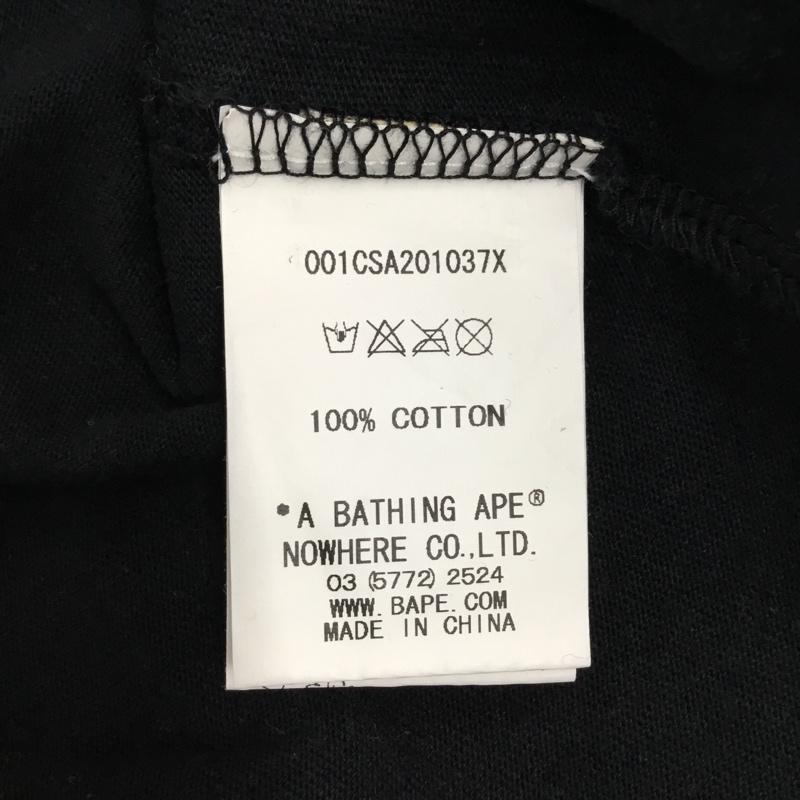 001CSA201037X
100% COTTON
*A BATHING APE®
NOWHERE CO.,LTD.
03 (5772) 2524
WWW.BAPE.COM
MADE IN CHINA